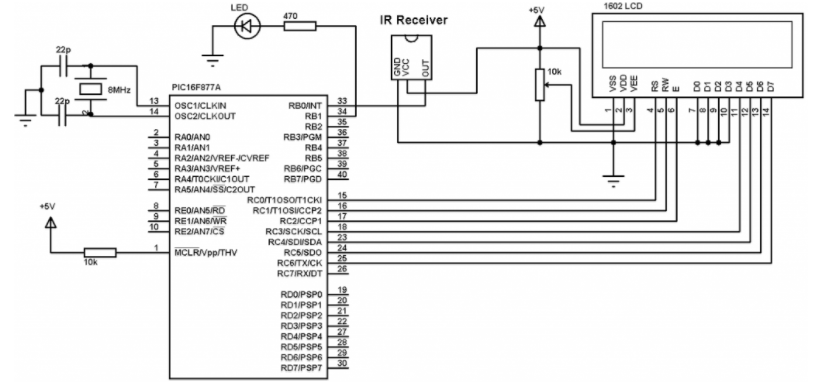 LED
470
IR Receiver
+5V
1602 LCD
22p
8MHz
22p
GND
VCC
OUT
10k
VSS
VDD
VEE
RS
RW
E
D0
D1
D2
D3
D4
D5
D6
D7
1
2
3
4
5
6
7
8
9
10
11
12
13
14
PIC16F877A
13 OSC1/CLKIN
14 OSC2/CLKOUT
2 RA0/AN0
3 RA1/AN1
4 RA2/AN2/VREF-/CVREF
5 RA3/AN3/VREF+
6 RA4/T0CKI/C1OUT
7 RA5/AN4/SS/C2OUT
8 RE0/AN5/RD
9 RE1/AN6/WR
10 RE2/AN7/CS
1 MCLR/Vpp/THV
+5V
10k
RB0/INT 33
RB1 34
RB2 35
RB3/PGM 36
RB4 37
RB5 38
RB6/PGC 39
RB7/PGD 40
RC0/T1OSO/T1CKI 15
RC1/T1OSI/CCP2 16
RC2/CCP1 17
RC3/SCK/SCL 18
RC4/SDI/SDA 23
RC5/SDO 24
RC6/TX/CK 25
RC7/RX/DT 26
RD0/PSP0 19
RD1/PSP1 20
RD2/PSP2 21
RD3/PSP3 22
RD4/PSP4 27
RD5/PSP5 28
RD6/PSP6 29
RD7/PSP7 30